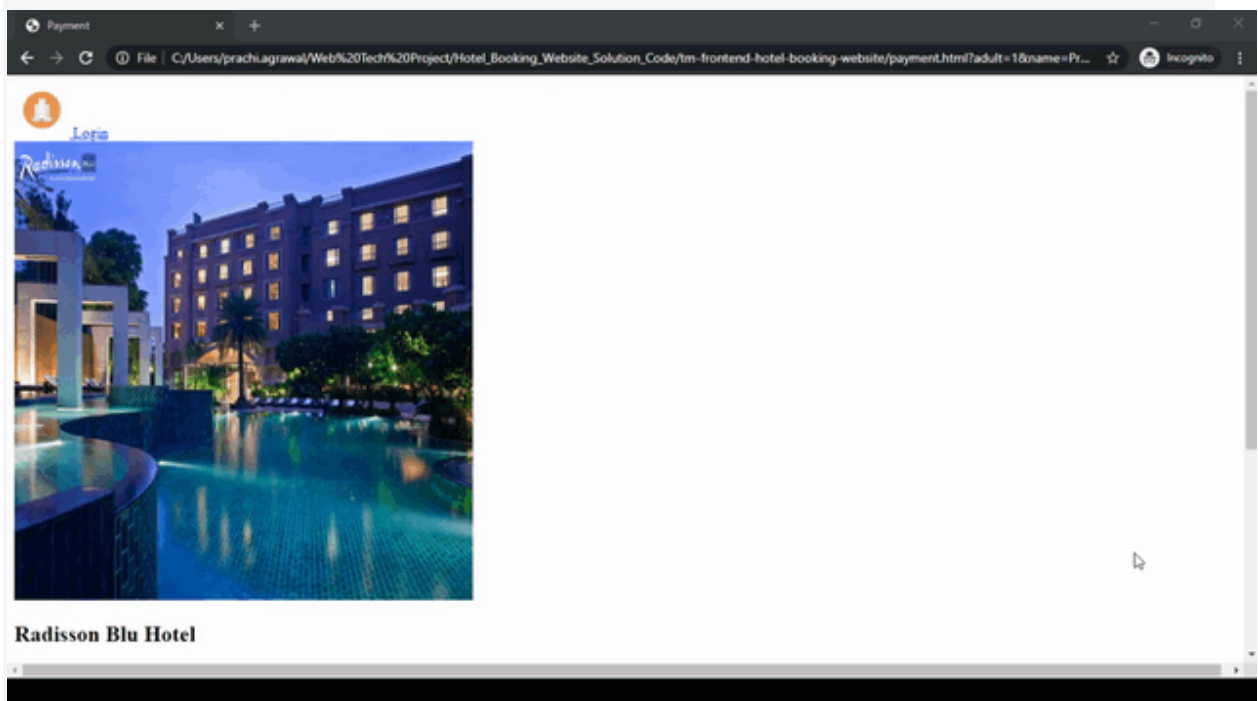 Payment
File C:/Users/prachi.agrawal/Web%20Tech%20Project/Hotel_Booking_Website_Solution_Code/tm-frontend-hotel-booking-website/payment.html?adult=1&name=Pr... Incognito
Login
Radisson
Radisson Blu Hotel